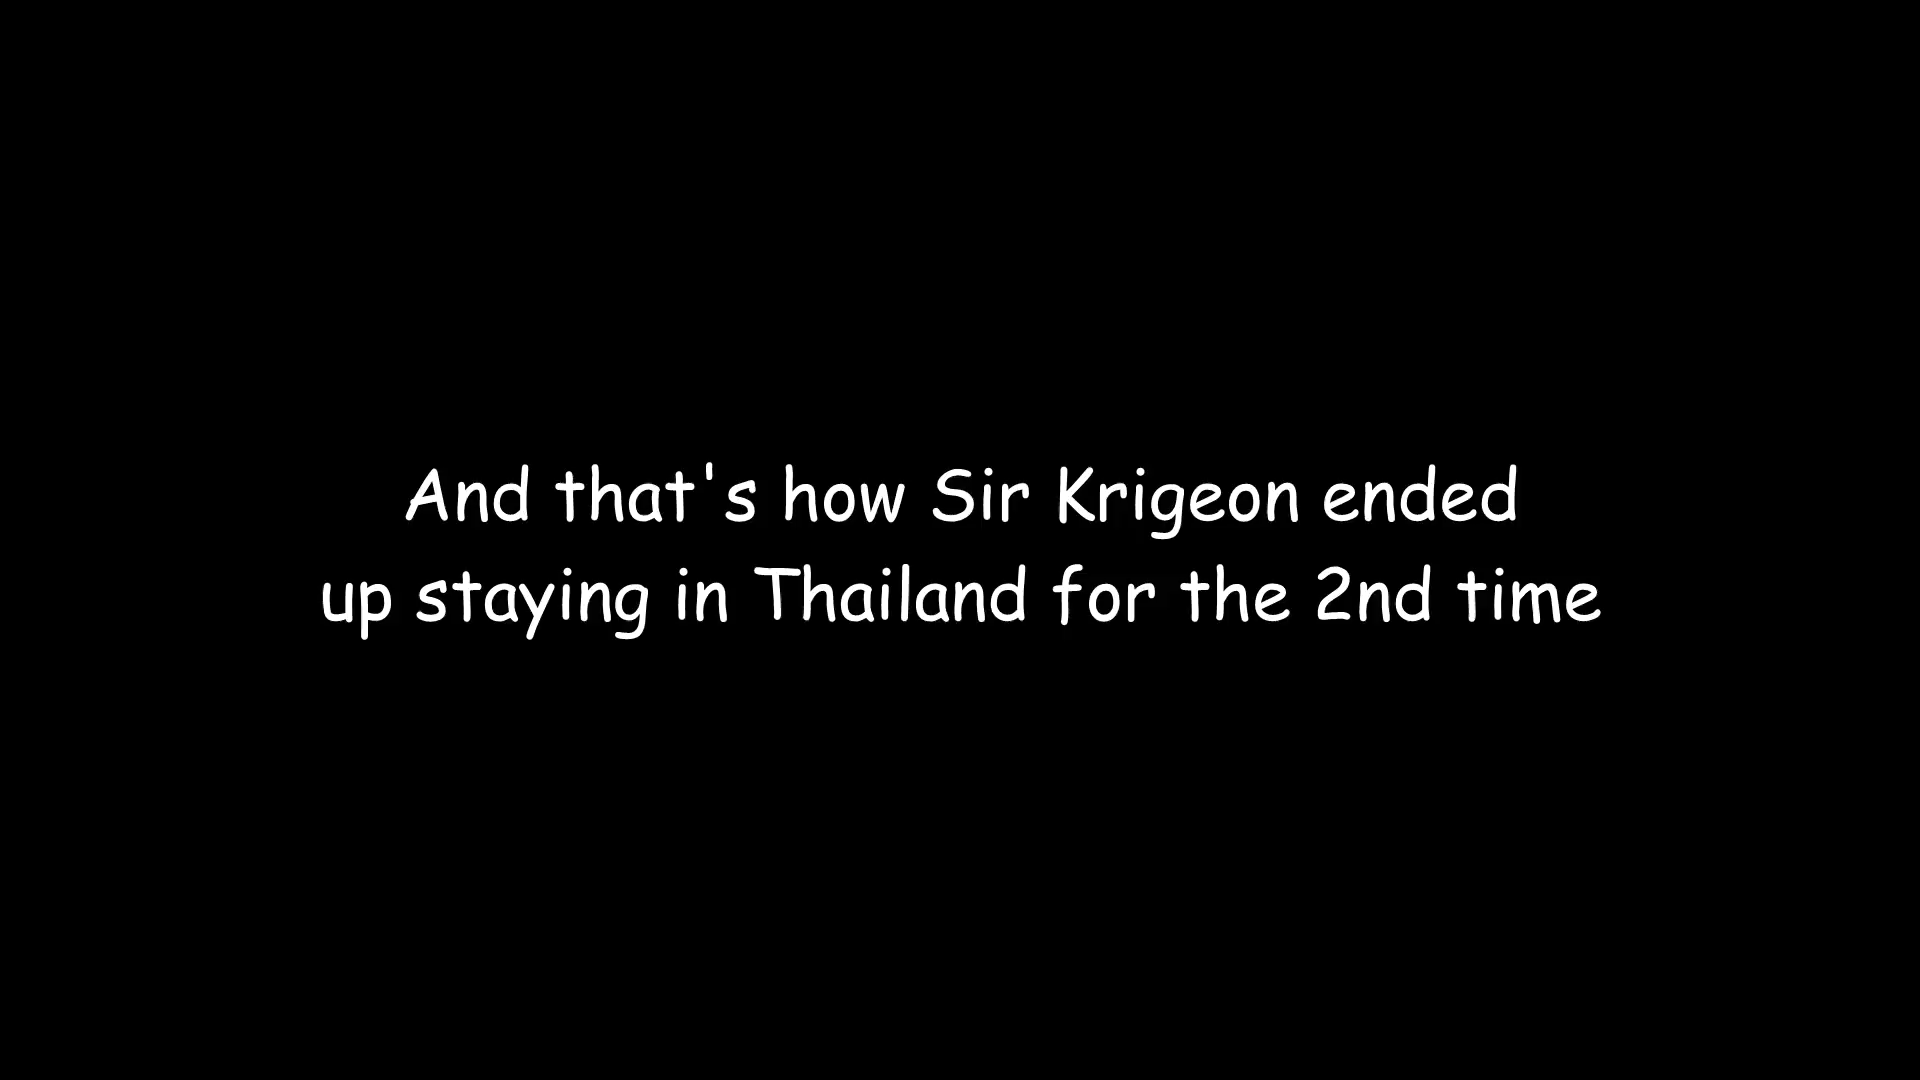 And that's how Sir Krigeon ended
up staying in Thailand for the 2nd time